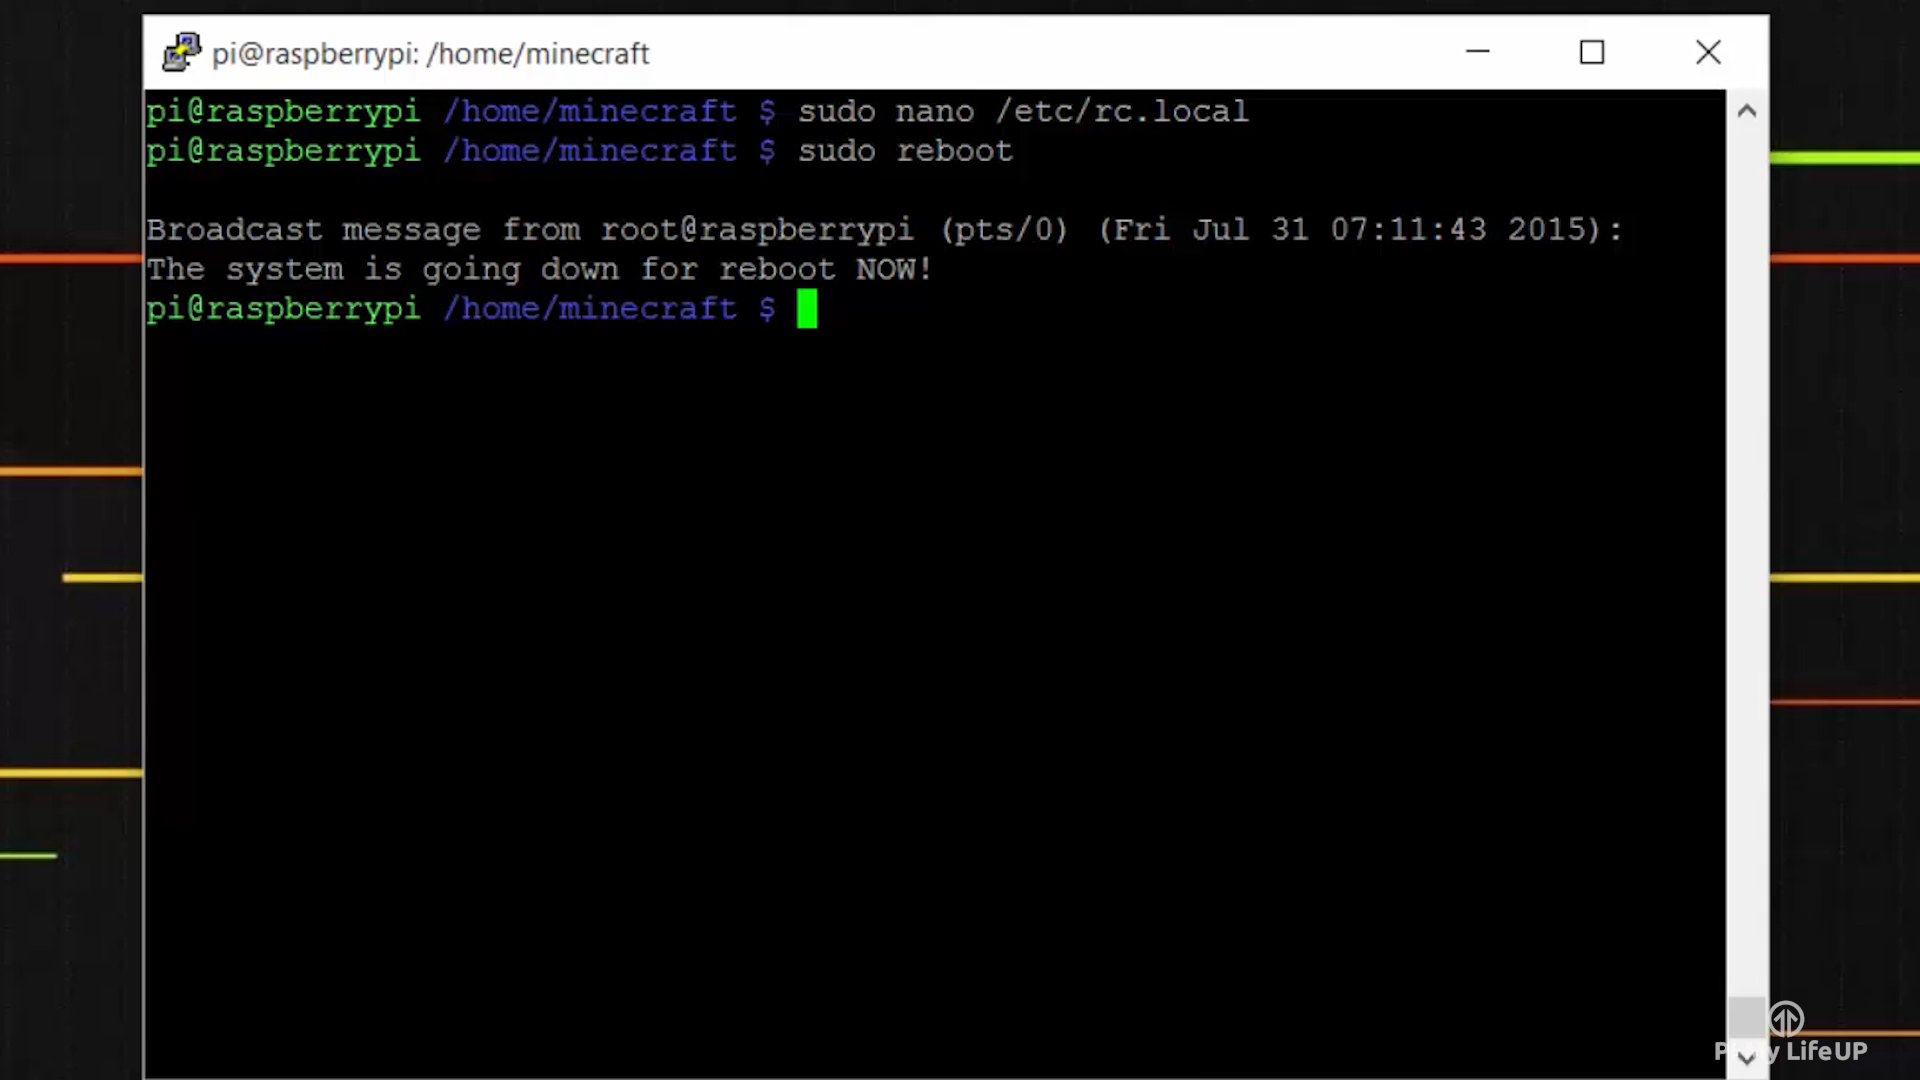 pi@raspberrypi: /home/minecraft
pi@raspberrypi /home/minecraft $ sudo nano /etc/rc.local
pi@raspberrypi /home/minecraft $ sudo reboot
Broadcast message from root@raspberrypi (pts/0) (Fri Jul 31 07:11:43 2015):
The system is going down for reboot NOW!
pi@raspberrypi /home/minecraft $
LifeUP